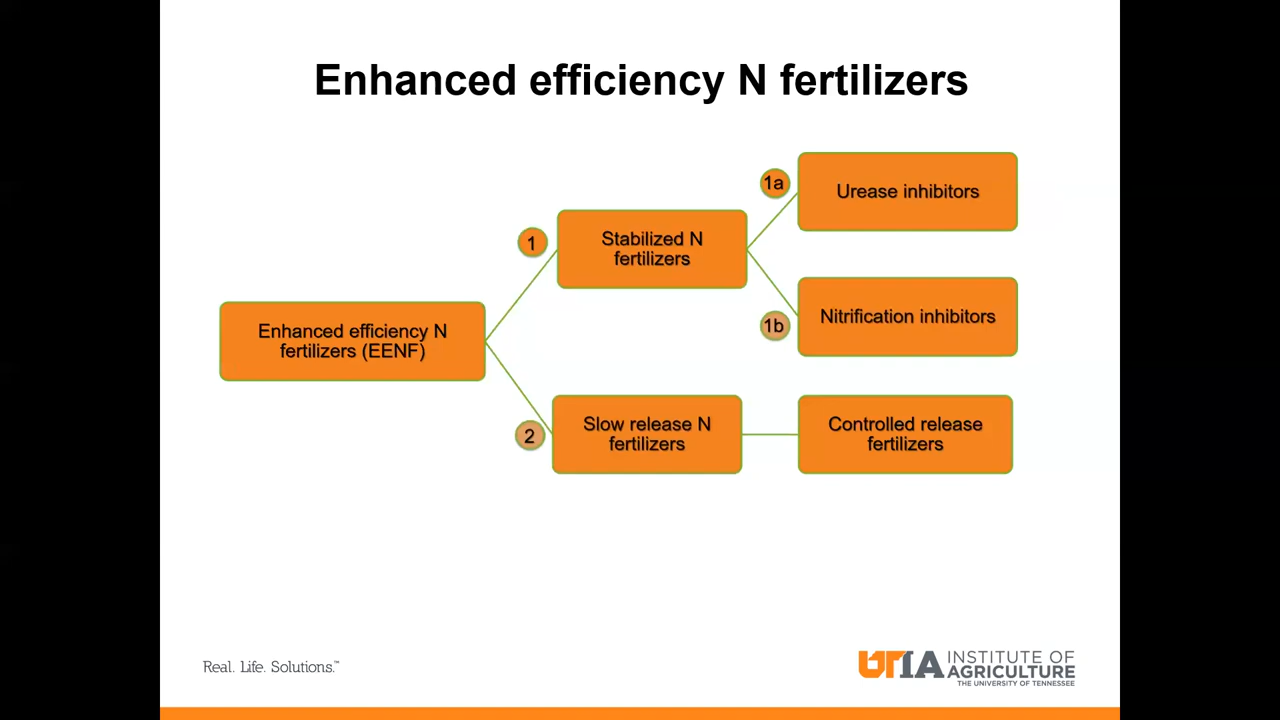 Enhanced efficiency N fertilizers
1a
Urease inhibitors
1
Stabilized N
fertilizers
1b
Nitrification inhibitors
Enhanced efficiency N
fertilizers (EENF)
2
Slow release N
fertilizers
Controlled release
fertilizers
Real. Life. Solutions.™
UTIA INSTITUTE OF
AGRICULTURE
THE UNIVERSITY OF TENNESSEE